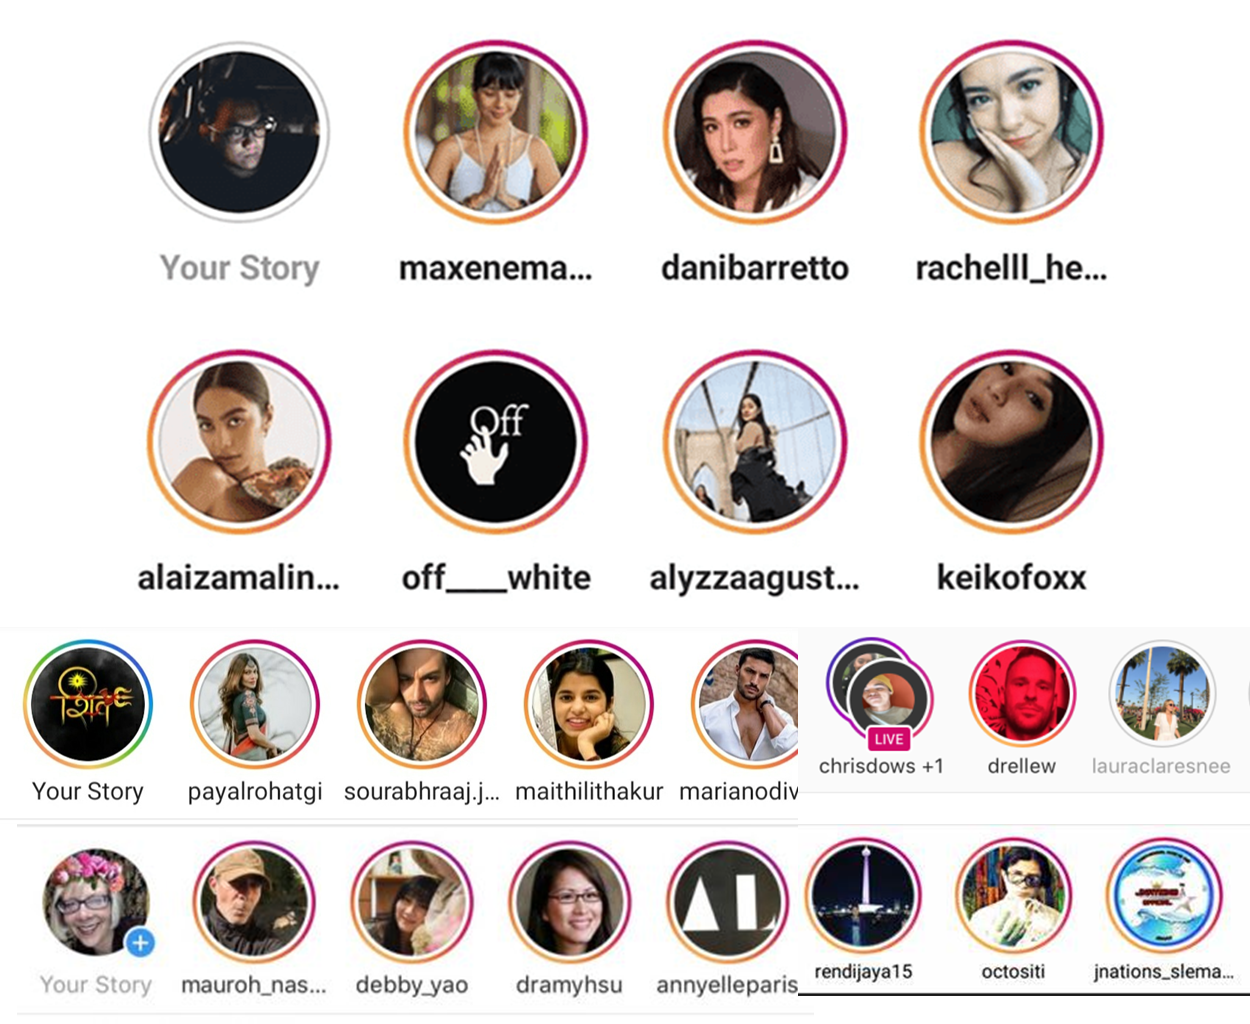 Your Story
maxenema...
danibarretto
rachelll_he...
Off
alaizamalin...
off____white
alyzzaagust...
keikofoxx
शिव
LIVE
Your Story
payalrohatgi
sourabhraaj.j...
maithilithakur
marianodiv
chrisdows +1
drellew
lauraclaresnee
AL
Your Story
mauroh_nas...
debby_yao
dramyhsu
annyelleparis
rendijaya15
octositi
jnations_slema...